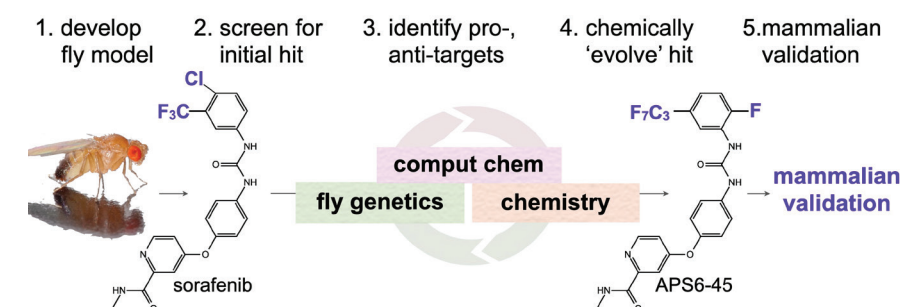 1. develop
fly model
2. screen for
initial hit
3. identify pro-,
anti-targets
4. chemically
‘evolve’ hit
5.mammalian
validation
Cl
F₃C
NH
O
NH
O
N
HN
O
sorafenib
comput chem
fly genetics
chemistry
F₇C₃
F
NH
O
NH
O
N
HN
O
APS6-45
mammalian
validation